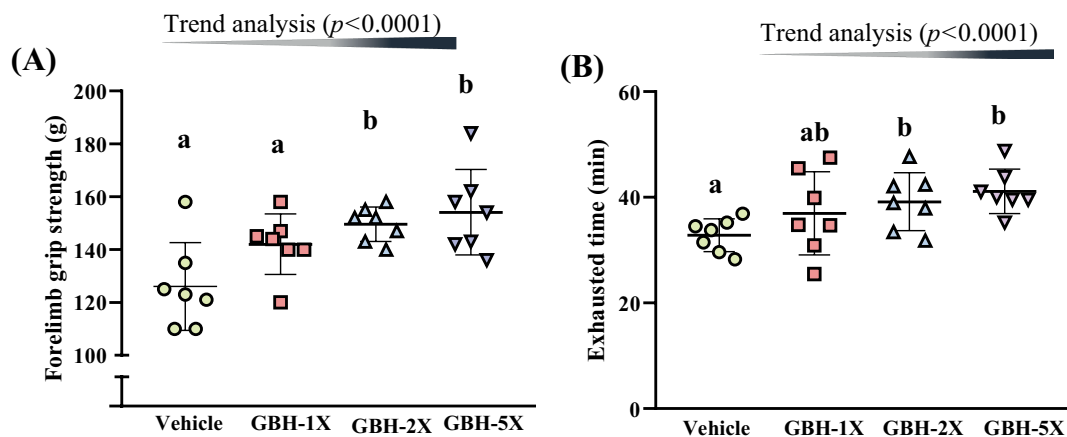 Trend analysis (p<0.0001)
(A)
Forelimb grip strength (g)
200
180
160
140
120
100
a
a
b
b
Vehicle
GBH-1X
GBH-2X
GBH-5X
Trend analysis (p<0.0001)
(B)
Exhausted time (min)
60
40
20
0
a
ab
b
b
Vehicle
GBH-1X
GBH-2X
GBH-5X